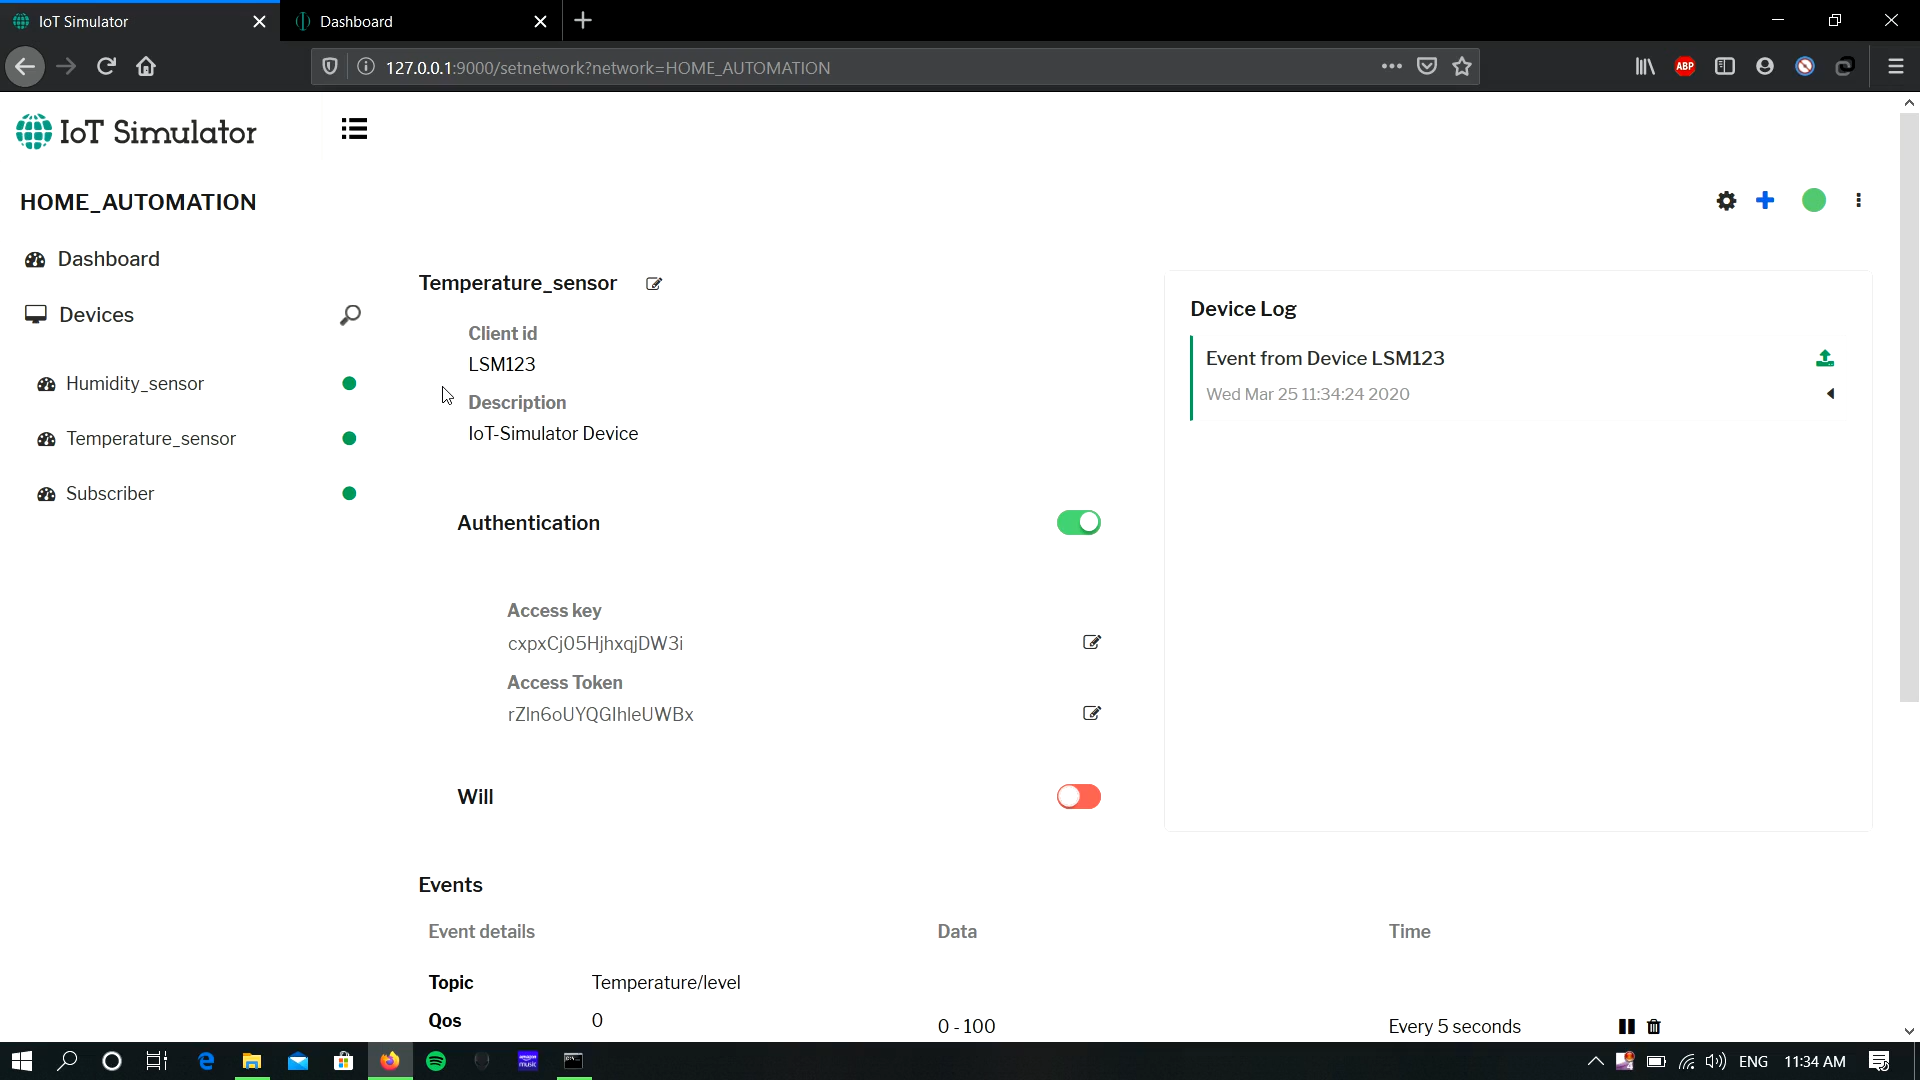 IoT Simulator
Dashboard
127.0.0.1:9000/setnetwork?network=HOME_AUTOMATION
ABP
IoT Simulator
HOME_AUTOMATION
Dashboard
Devices
Humidity_sensor
Temperature_sensor
Subscriber
Temperature_sensor
Client id
LSM123
Description
IoT-Simulator Device
Authentication
Access key
cxpxCj05HjhxqjDW3i
Access Token
rZln6oUYQGlhleUWBx
Will
Device Log
Event from Device LSM123
Wed Mar 25 11:34:24 2020
Events
Event details Data Time
Topic Temperature/level
Qos 0
0 - 100 Every 5 seconds
amazon music
ENG 11:34 AM